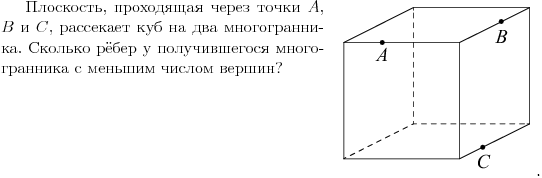 Плоскость, проходящая через точки A,
B и C, рассекает куб на два многогранни-
ка. Сколько рёбер у получившегося много-
гранника с меньшим числом вершин?
A
B
C